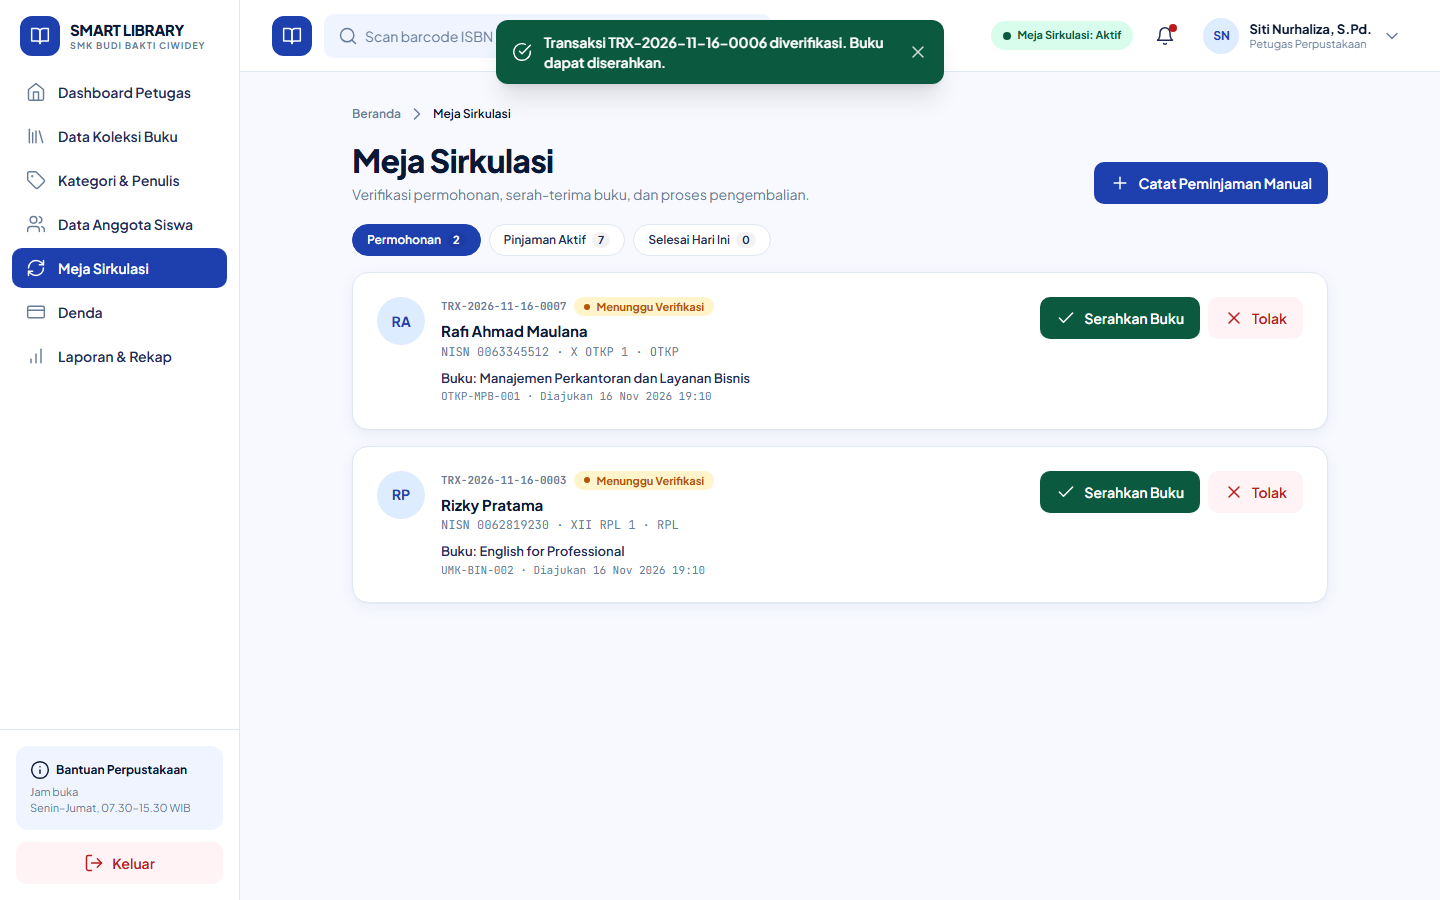 SMART LIBRARY
SMK BUDI BAKTI CIWIDEY
Dashboard Petugas
Data Koleksi Buku
Kategori & Penulis
Data Anggota Siswa
Meja Sirkulasi
Denda
Laporan & Rekap
Bantuan Perpustakaan
Jam buka
Senin–Jumat, 07.30–15.30 WIB
Keluar
Scan barcode ISBN
Transaksi TRX-2026-11-16-0006 diverifikasi. Buku
dapat diserahkan.
Meja Sirkulasi: Aktif
SN
Siti Nurhaliza, S.Pd.
Petugas Perpustakaan
Beranda
Meja Sirkulasi
Meja Sirkulasi
Verifikasi permohonan, serah-terima buku, dan proses pengembalian.
Catat Peminjaman Manual
Permohonan 2
Pinjaman Aktif 7
Selesai Hari Ini 0
RA
TRX-2026-11-16-0007 Menunggu Verifikasi
Rafi Ahmad Maulana
NISN 0063345512 · X OTKP 1 · OTKP
Buku: Manajemen Perkantoran dan Layanan Bisnis
OTKP-MPB-001 · Diajukan 16 Nov 2026 19:10
Serahkan Buku
Tolak
RP
TRX-2026-11-16-0003 Menunggu Verifikasi
Rizky Pratama
NISN 0062819230 · XII RPL 1 · RPL
Buku: English for Professional
UMK-BIN-002 · Diajukan 16 Nov 2026 19:10
Serahkan Buku
Tolak